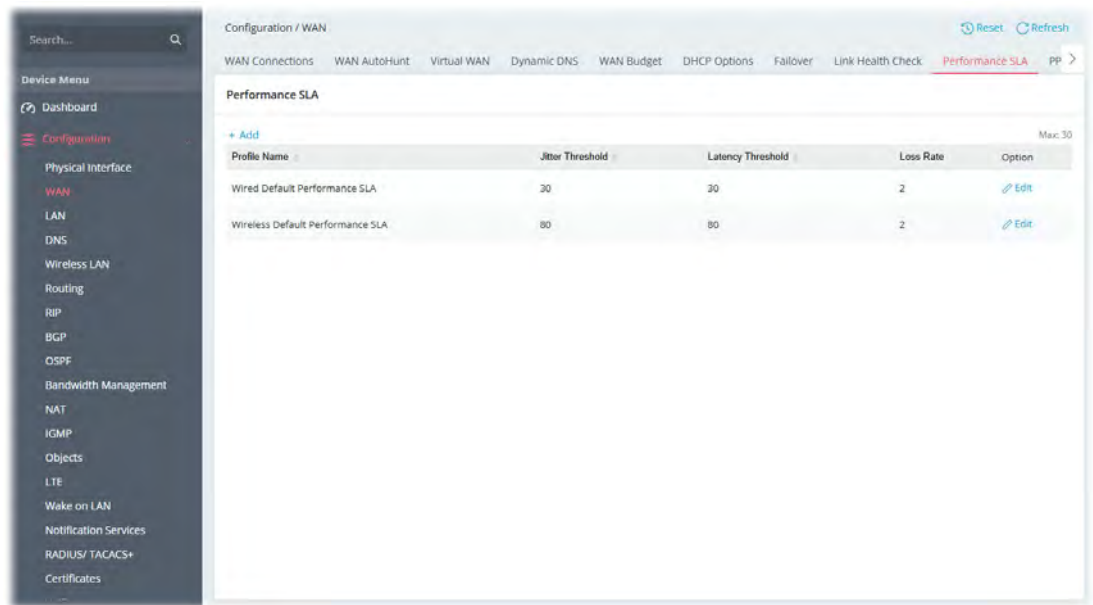 Search...
Configuration / WAN
Reset
Refresh
WAN Connections
WAN AutoHunt
Virtual WAN
Dynamic DNS
WAN Budget
DHCP Options
Failover
Link Health Check
Performance SLA
PP
Device Menu
Dashboard
Configuration
Physical Interface
WAN
LAN
DNS
Wireless LAN
Routing
RIP
BGP
OSPF
Bandwidth Management
NAT
IGMP
Objects
LTE
Wake on LAN
Notification Services
RADIUS/ TACACS+
Certificates
Performance SLA
+ Add
Max: 30
Profile Name
Jitter Threshold
Latency Threshold
Loss Rate
Option
Wired Default Performance SLA
30
30
2
Edit
Wireless Default Performance SLA
80
80
2
Edit